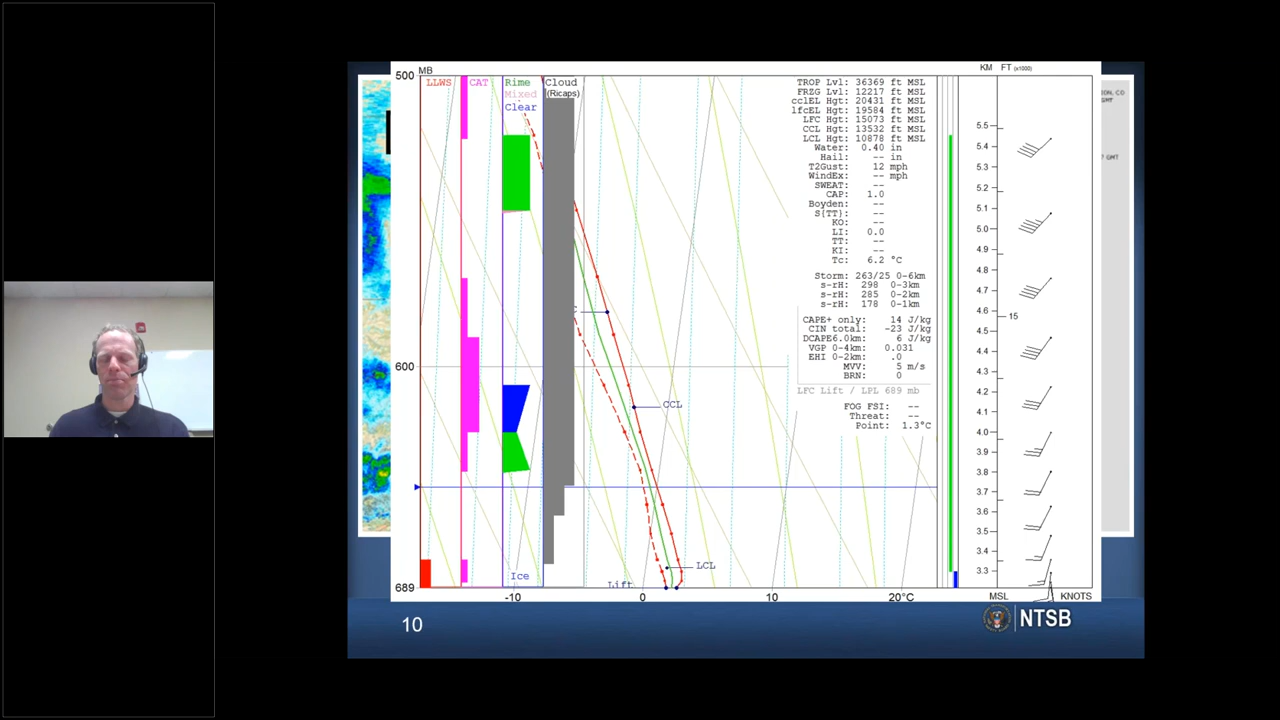 MB
500
600
689
LLWS
CAT
Rime
Mixed
Clear
Cloud
(Ricaps)
TROP Lvl: 36369 ft MSL
FRZG Lvl: 12217 ft MSL
cclEL Hgt: 20431 ft MSL
lfcEL Hgt: 19584 ft MSL
LFC Hgt: 15073 ft MSL
CCL Hgt: 13532 ft MSL
LCL Hgt: 10878 ft MSL
Water: 0.40 in
Hail: -- in
T2Gust: 12 mph
WindEx: -- mph
SWEAT: --
CAP: 1.0
Boyden: --
S{TT}: --
KO: --
LI: 0.0
TT: --
KI: --
Tc: 6.2 °C
Storm: 263/25 0-6km
s-rH: 298 0-3km
s-rH: 285 0-2km
s-rH: 178 0-1km
CAPE+ only: 14 J/kg
CIN total: -23 J/kg
DCAPE6.0km: 6 J/kg
VGP 0-4km: 0.031
EHI 0-2km: .0
MVV: 5 m/s
BRN: 0
LFC Lift / LPL 689 mb
FOG FSI: --
Threat: --
Point: 1.3°C
CCL
LCL
Ice
Lift
-10
0
10
20°C
KM FT (x1000)
5.5
5.4
5.3
5.2
5.1
5.0
4.9
4.8
4.7
4.6
15
4.5
4.4
4.3
4.2
4.1
4.0
3.9
3.8
3.7
3.6
3.5
3.4
3.3
MSL
KNOTS
10
NTSB